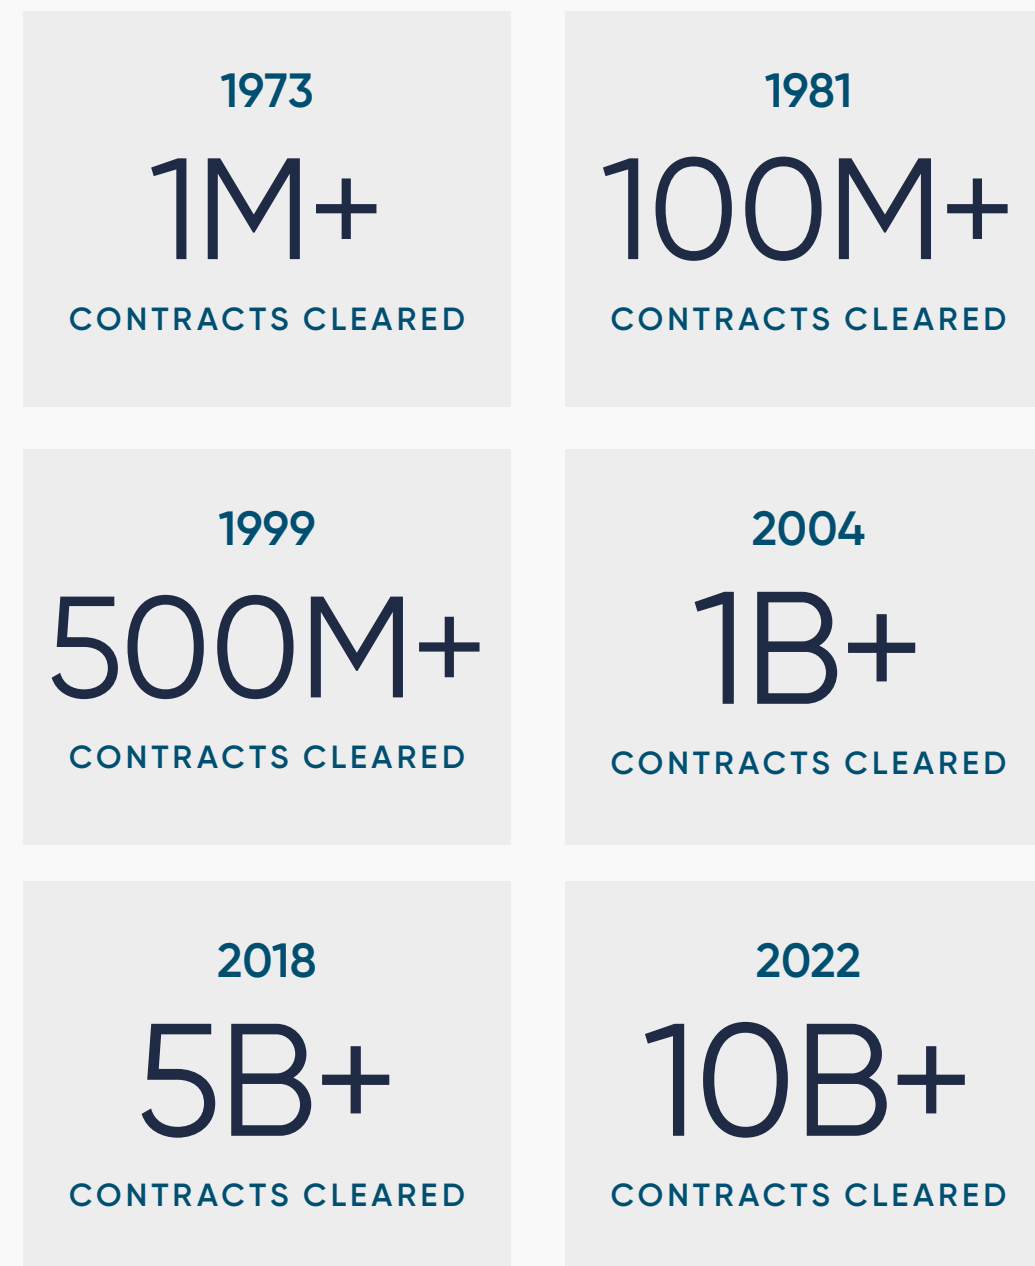 1973
1M+
CONTRACTS CLEARED
1981
100M+
CONTRACTS CLEARED
1999
500M+
CONTRACTS CLEARED
2004
1B+
CONTRACTS CLEARED
2018
5B+
CONTRACTS CLEARED
2022
10B+
CONTRACTS CLEARED